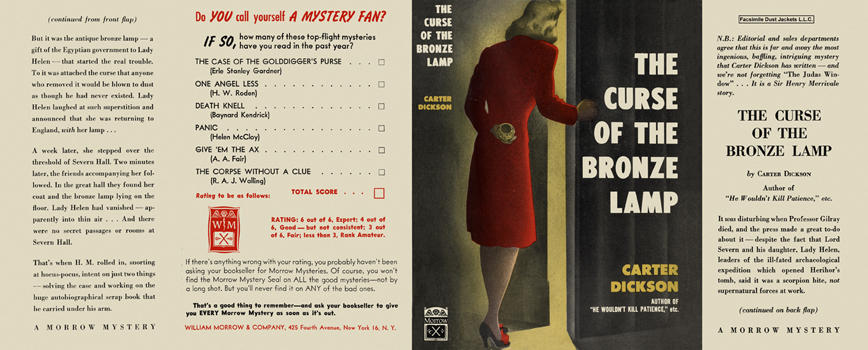 (continued from front flap)
But it was the antique bronze lamp — a
gift of the Egyptian government to Lady
Helen — that started the real trouble.
To it was attached the curse that anyone
who removed it would be blown to dust
as though he had never existed. Lady
Helen laughed at such superstition and
announced that she was returning to
England, with her lamp . . .
A week later, she stepped over the
threshold of Severn Hall. Two minutes
later, the friends accompanying her fol-
lowed. In the great hall they found her
coat and the bronze lamp lying on the
floor. Lady Helen had vanished — ap-
parently into thin air . . . And there
were no secret passages or rooms at
Severn Hall.
That's when H. M. rolled in, snorting
at hocus-pocus, intent on just two things
— solving the case and working on the
huge autobiographical scrap book that
he carried under his arm.
A MORROW MYSTERY
Do YOU call yourself A MYSTERY FAN?
IF SO, how many of these top-flight mysteries
have you read in the past year?
THE CASE OF THE GOLDDIGGER'S PURSE . . . .
(Erle Stanley Gardner)
ONE ANGEL LESS . . . . . . . . . . . . . .
(H. W. Roden)
DEATH KNELL . . . . . . . . . . . . . . .
(Baynard Kendrick)
PANIC . . . . . . . . . . . . . . . . . .
(Helen McCloy)
GIVE 'EM THE AX . . . . . . . . . . . . .
(A. A. Fair)
THE CORPSE WITHOUT A CLUE . . . . . . .
(R. A. J. Walling)
Rating to be as follows:
TOTAL SCORE . . .
W M
RATING: 6 out of 6, Expert; 4 out of
6, Good — but not consistent; 3 out
of 6, Fair; less than 3, Rank Amateur.
If there's anything wrong with your rating, you probably haven't been
asking your bookseller for Morrow Mysteries. Of course, you won't
find the Morrow Mystery Seal on ALL the good mysteries—not by
a long shot. But you'll never find it on ANY of the bad ones.
That's a good thing to remember—and ask your bookseller to give
you EVERY Morrow Mystery as soon as it's out.
WILLIAM MORROW & COMPANY, 425 Fourth Avenue, New York 16, N. Y.
THE
CURSE
OF THE
BRONZE
LAMP
CARTER
DICKSON
Morrow
THE
CURSE
OF THE
BRONZE
LAMP
CARTER
DICKSON
AUTHOR OF
"HE WOULDN'T KILL PATIENCE," etc.
Facsimile Dust Jackets L.L.C.
N.B.: Editorial and sales departments
agree that this is far and away the most
ingenious, baffling, intriguing mystery
that Carter Dickson has written — and
we're not forgetting "The Judas Win-
dow" . . . It is a Sir Henry Merrivale
story.
THE CURSE
OF THE
BRONZE LAMP
by CARTER DICKSON
Author of
"He Wouldn't Kill Patience," etc.
It was disturbing when Professor Gilray
died, and the press made a great to-do
about it — despite the fact that Lord
Severn and his daughter, Lady Helen,
leaders of the ill-fated archaeological
expedition which opened Herihor's
tomb, said it was a scorpion bite, not
supernatural forces at work.
(continued on back flap)
A MORROW MYSTERY